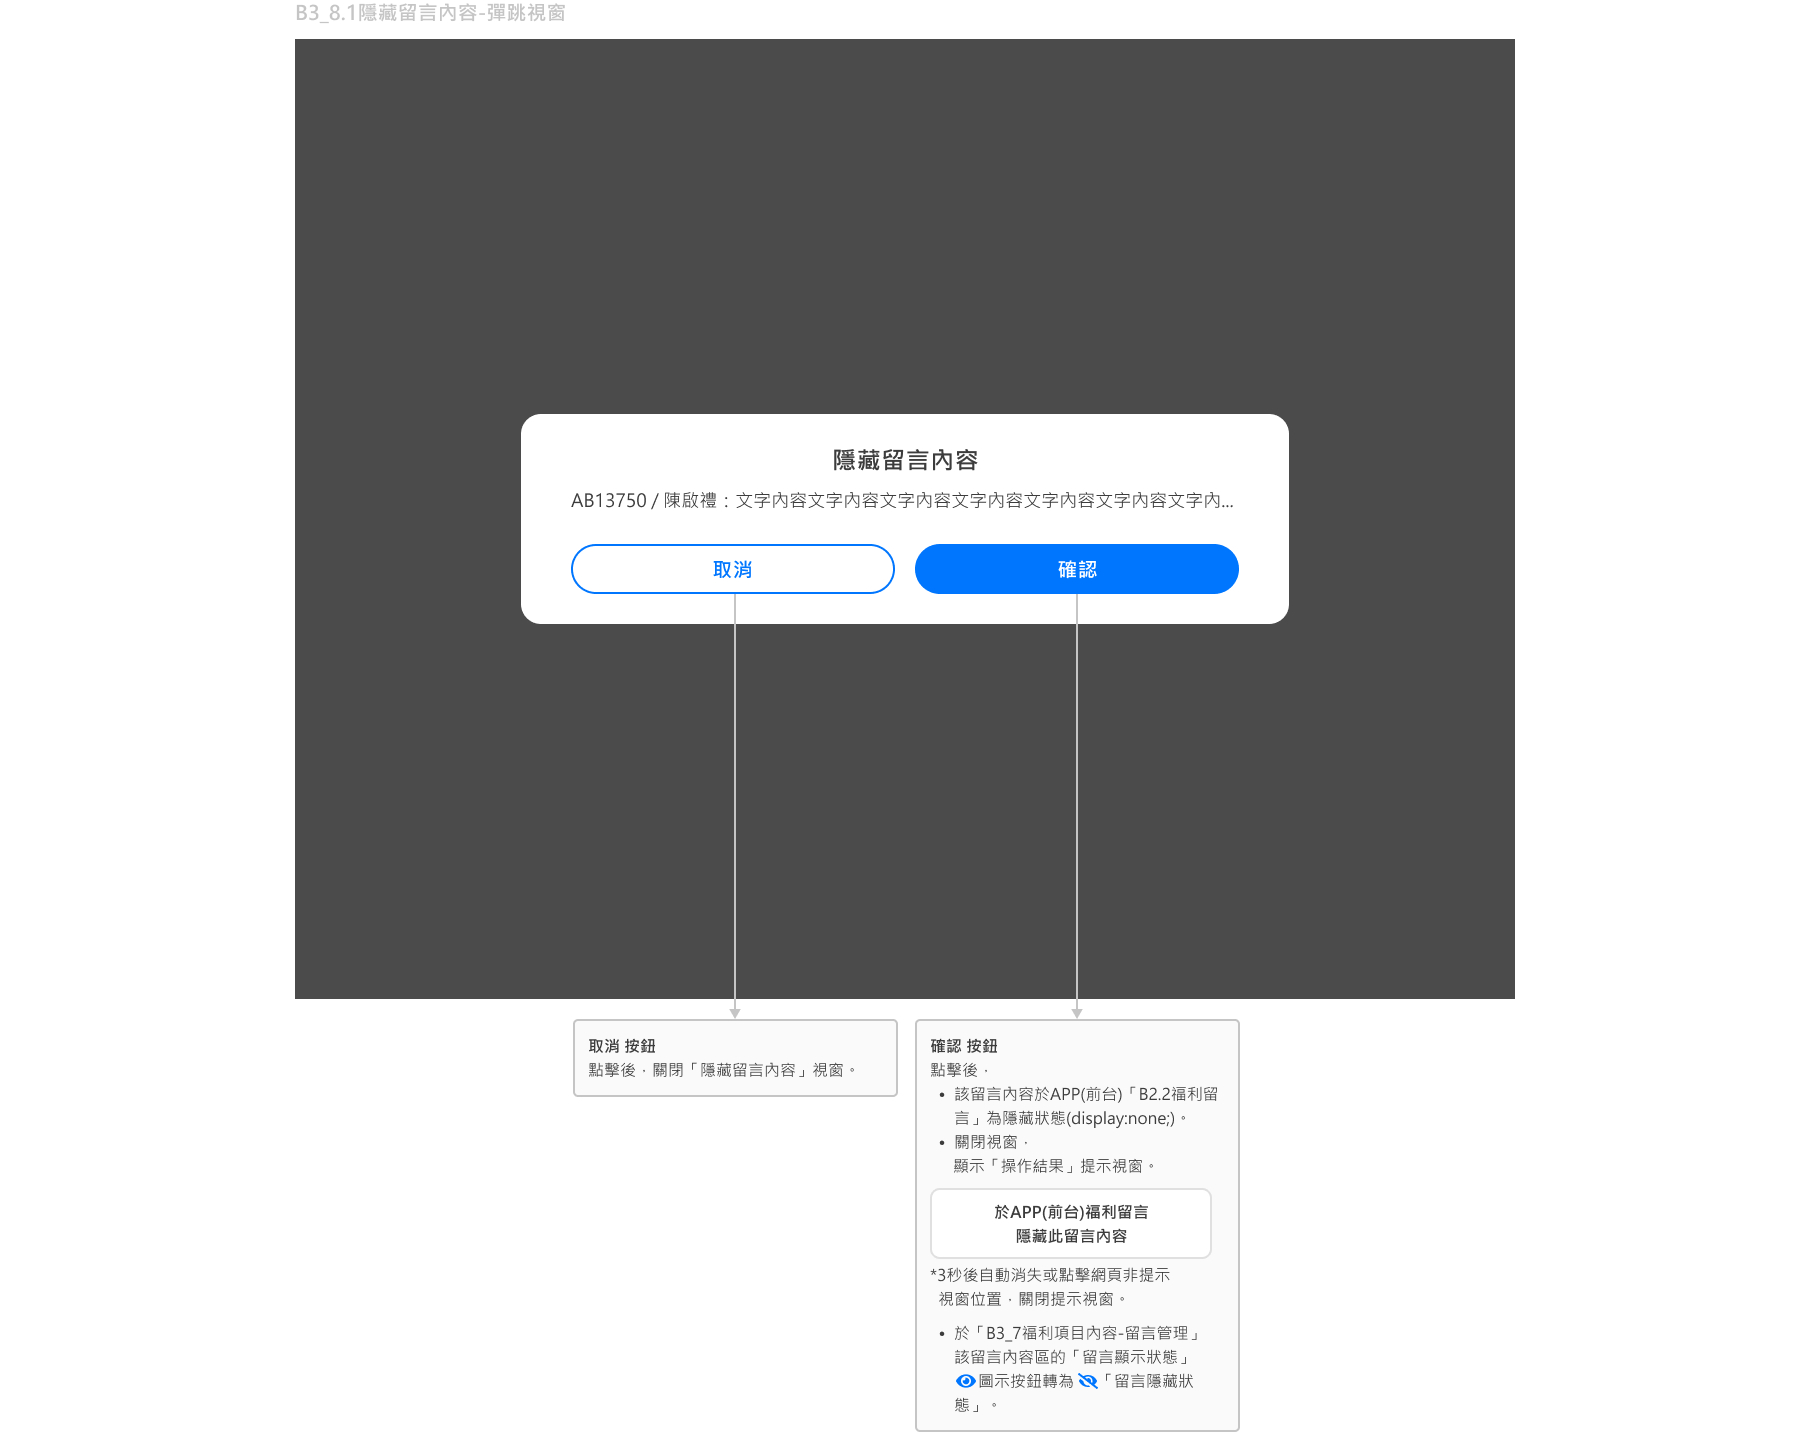 B3_8.1隱藏留言內容-彈跳視窗
隱藏留言內容
AB13750 / 陳啟禮：文字內容文字內容文字內容文字內容文字內容文字內容文字內...
取消
確認
取消 按鈕
點擊後，關閉「隱藏留言內容」視窗。
確認 按鈕
點擊後，
• 該留言內容於APP(前台)「B2.2福利留
言」為隱藏狀態(display:none;)。
• 關閉視窗，
顯示「操作結果」提示視窗。
於APP(前台)福利留言
隱藏此留言內容
*3秒後自動消失或點擊網頁非提示
視窗位置，關閉提示視窗。
• 於「B3_7福利項目內容-留言管理」
該留言內容區的「留言顯示狀態」
圖示按鈕轉為「留言隱藏狀
態」。